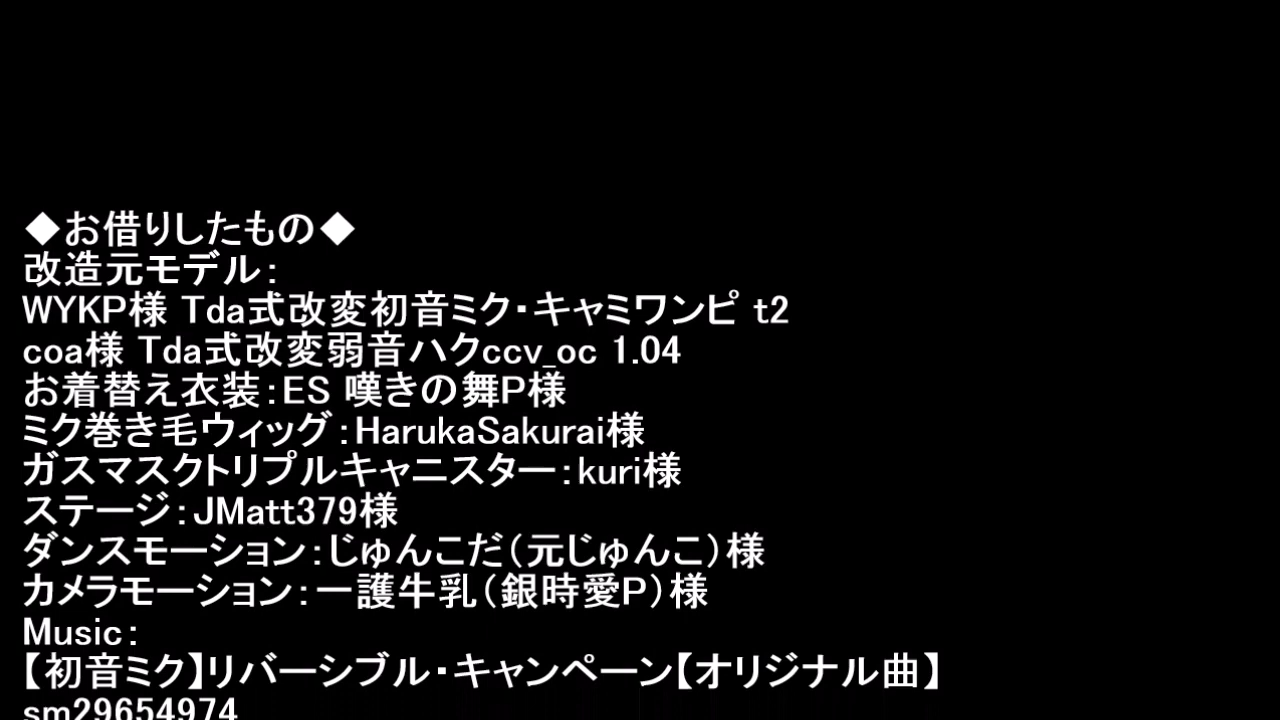 ◆お借りしたもの◆
改造元モデル：
WYKP様 Tda式改変初音ミク・キャミワンピ t2
coa様 Tda式改変弱音ハクccv_oc 1.04
お着替え衣装：ES 嘆きの舞P様
ミク巻き毛ウィッグ：HarukaSakurai様
ガスマスクトリプルキャニスター：kuri様
ステージ：JMatt379様
ダンスモーション：じゅんこだ（元じゅんこ）様
カメラモーション：一護牛乳（銀時愛P）様
Music：
【初音ミク】リバーシブル・キャンペーン【オリジナル曲】
sm29654974